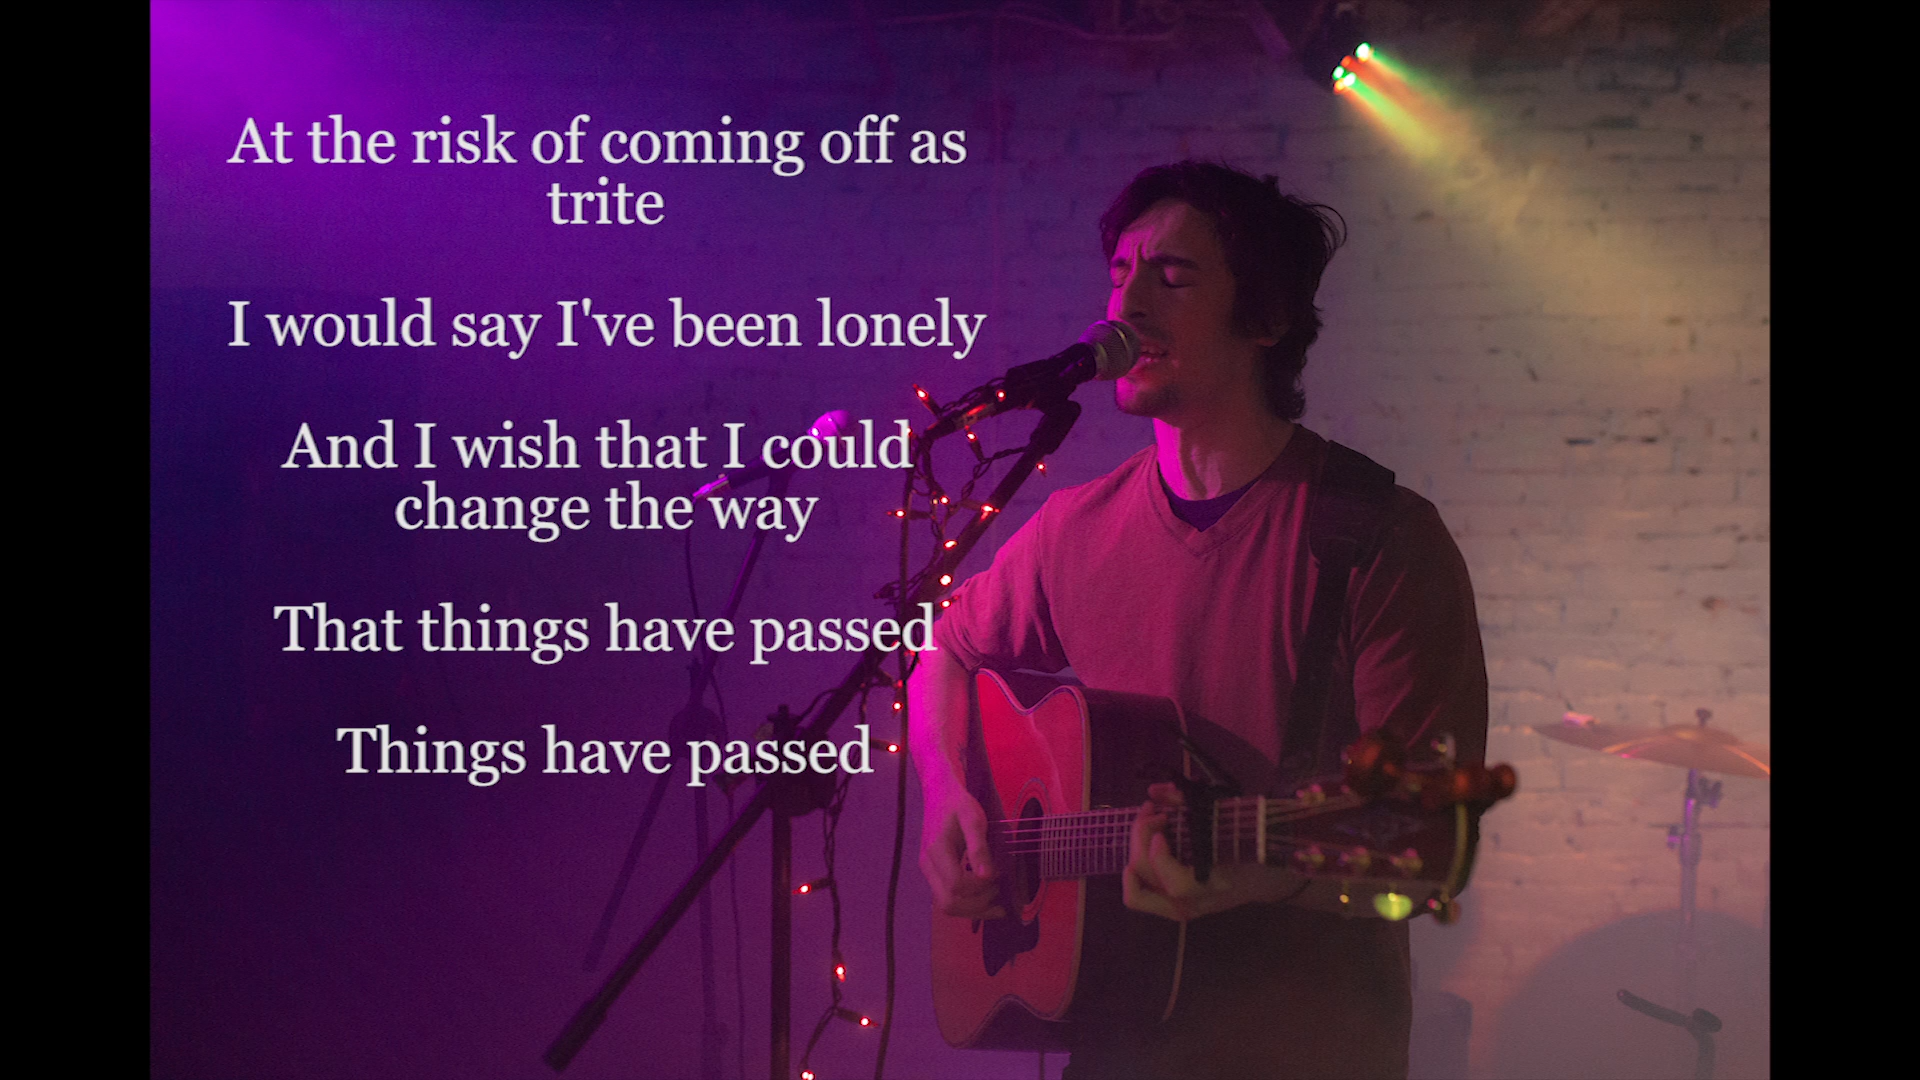 At the risk of coming off as
trite
I would say I've been lonely
And I wish that I could
change the way
That things have passed
Things have passed